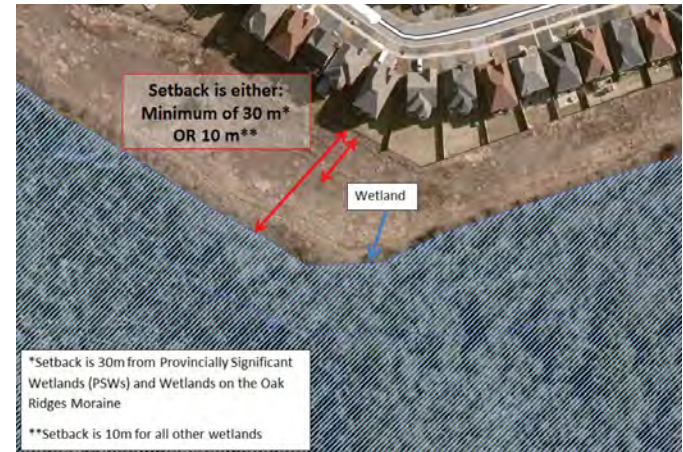 Setback is either:
Minimum of 30 m*
OR 10 m**
Wetland
*Setback is 30m from Provincially Significant
Wetlands (PSWs) and Wetlands on the Oak
Ridges Moraine
**Setback is 10m for all other wetlands